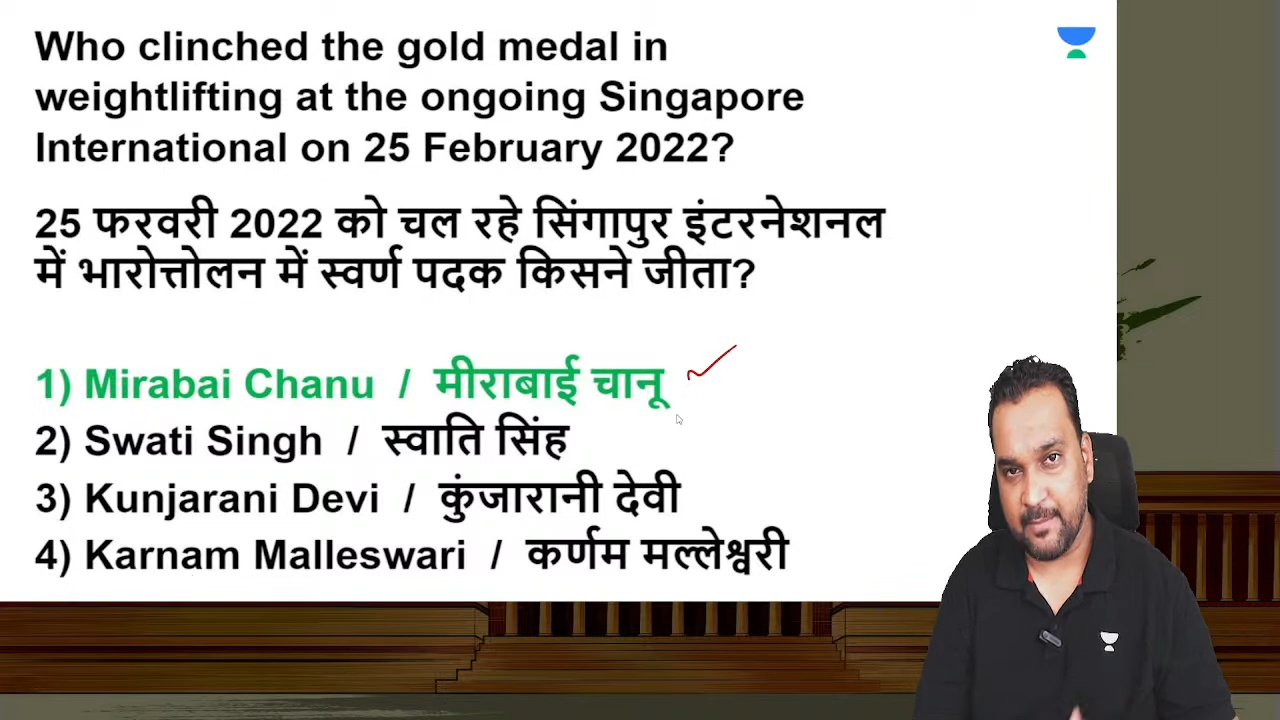 Who clinched the gold medal in
weightlifting at the ongoing Singapore
International on 25 February 2022?
25 फरवरी 2022 को चल रहे सिंगापुर इंटरनेशनल
में भारोत्तोलन में स्वर्ण पदक किसने जीता?
1) Mirabai Chanu / मीराबाई चानू
2) Swati Singh / स्वाति सिंह
3) Kunjarani Devi / कुंजारानी देवी
4) Karnam Malleswari / कर्णम मल्लेश्वरी